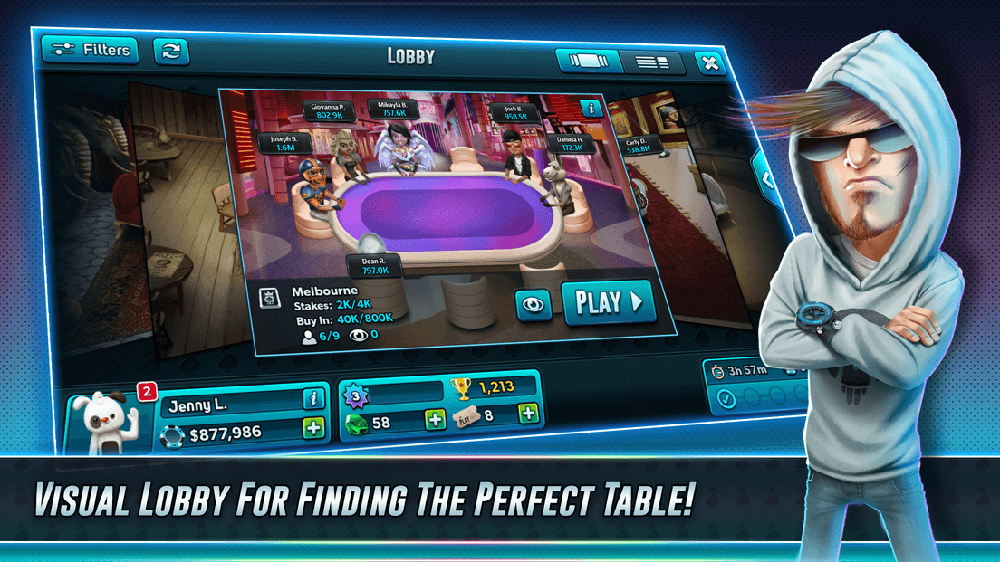 Filters
LOBBY
Giovanna P.
802.9K
Mikayla B.
757.6K
Josh B.
958.5K
Joseph B.
1.6M
Daniela H.
172.3K
Carly D.
538.8K
Dean R.
797.0K
Melbourne
Stakes: 2K/4K
Buy In: 40K/800K
6/9 0
PLAY
2
Jenny L.
$877,986
3
1,213
58
PLAY
8
3h 57m
VISUAL LOBBY FOR FINDING THE PERFECT TABLE!